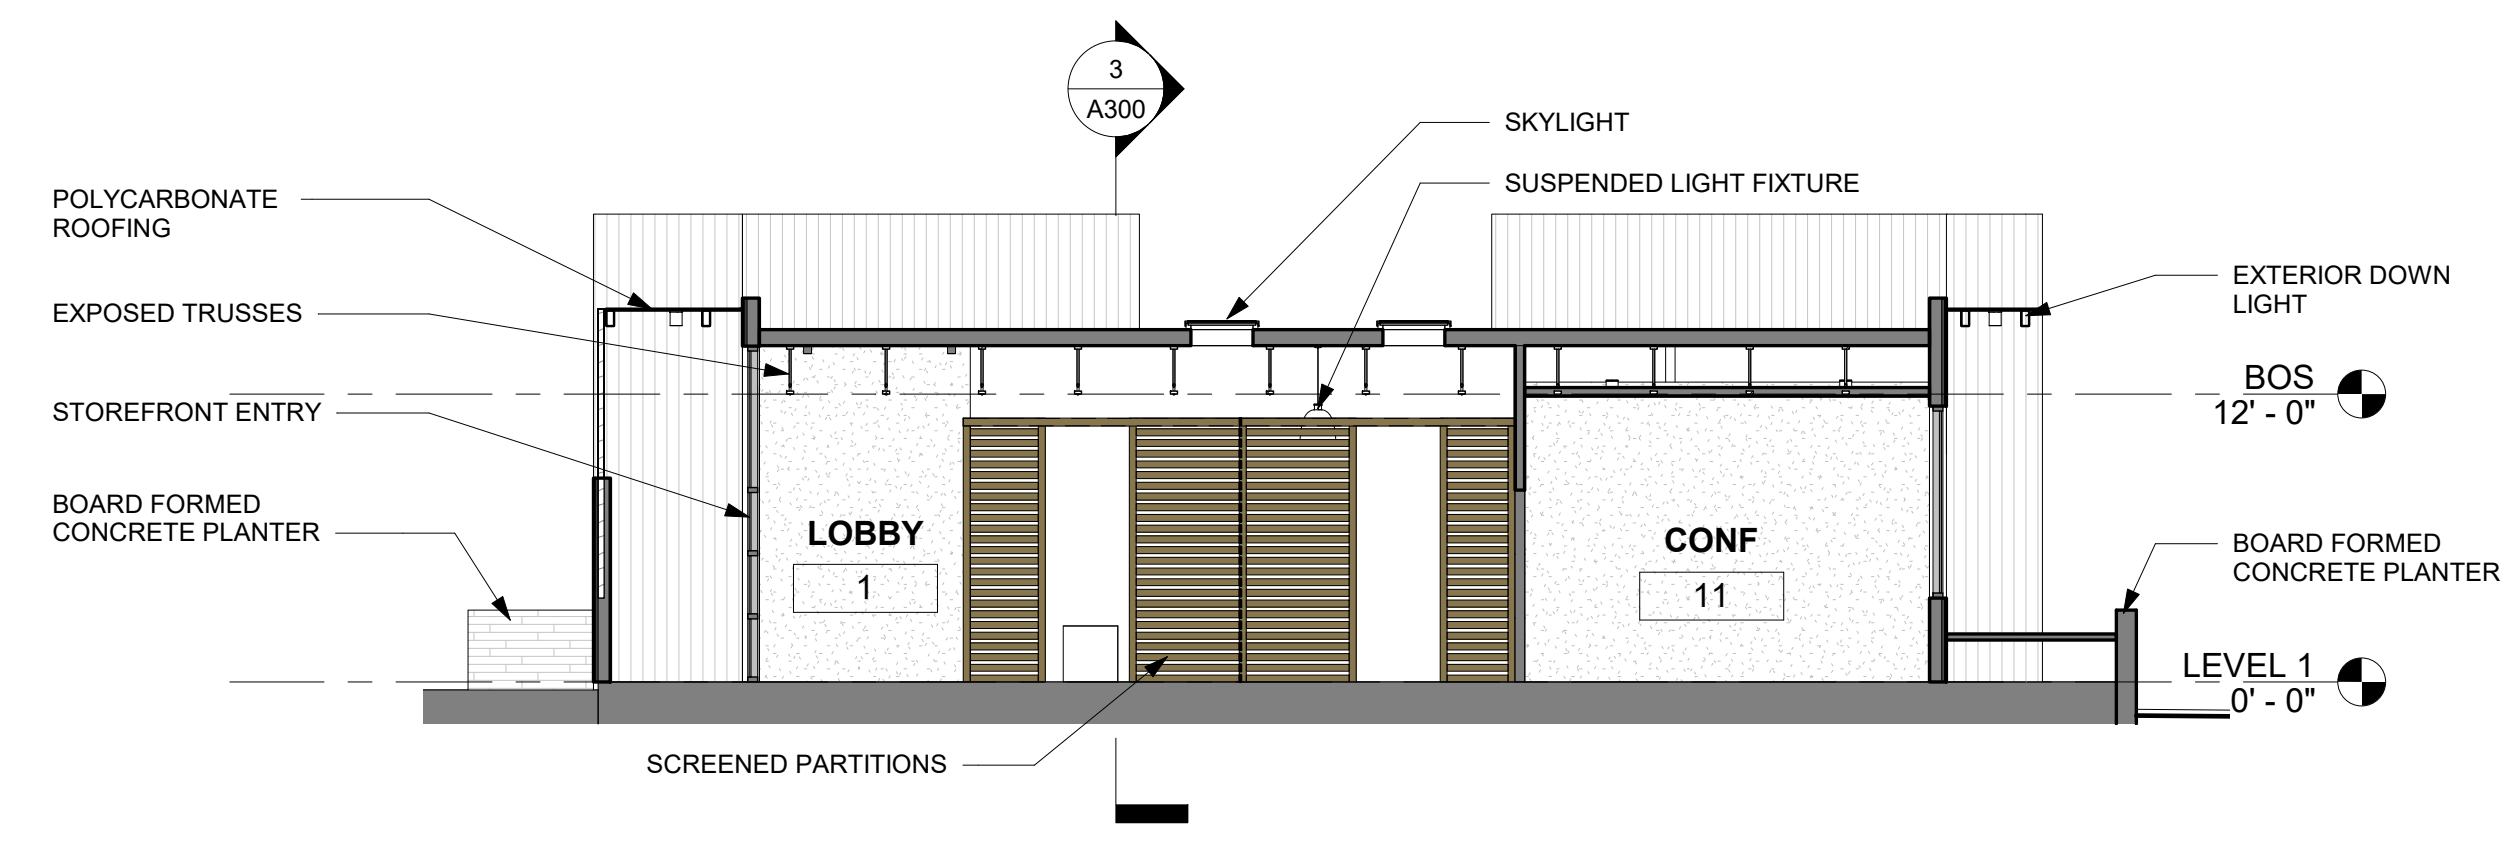 3
A300
SKYLIGHT
SUSPENDED LIGHT FIXTURE
POLYCARBONATE
ROOFING
EXPOSED TRUSSES
STOREFRONT ENTRY
BOARD FORMED
CONCRETE PLANTER
EXTERIOR DOWN
LIGHT
BOS
12' - 0"
LOBBY
1
CONF
11
BOARD FORMED
CONCRETE PLANTER
LEVEL 1
0' - 0"
SCREENED PARTITIONS